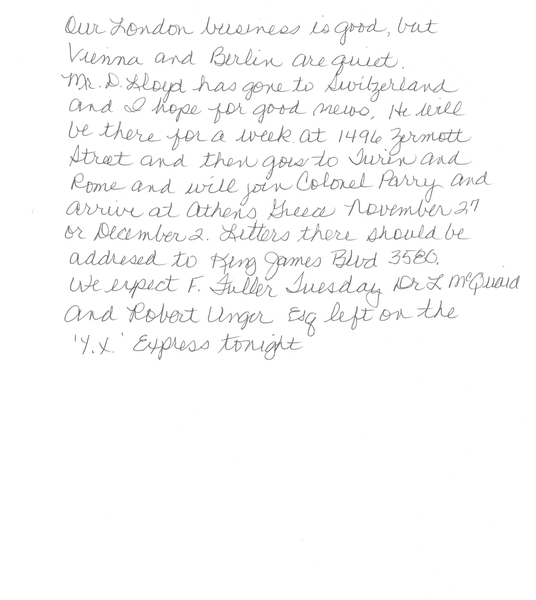 Our London business is good, but
Vienna and Berlin are quiet.
Mr. D. Lloyd has gone to Switzerland
and I hope for good news. He will
be there for a week at 1496 Zermott
Street and then goes to Turin and
Rome and will join Colonel Parry and
arrive at Athens Greece November 27
or December 2. Letters there should be
addresed to King James Blvd 3580.
We expect F. Fuller Tuesday Dr L McQuaid
and Robert Unger Esq left on the
'Y.X.' Express tonight